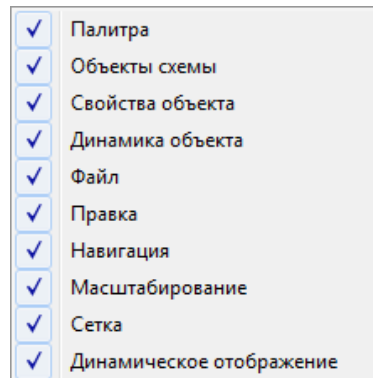 Палитра
Объекты схемы
Свойства объекта
Динамика объекта
Файл
Правка
Навигация
Масштабирование
Сетка
Динамическое отображение